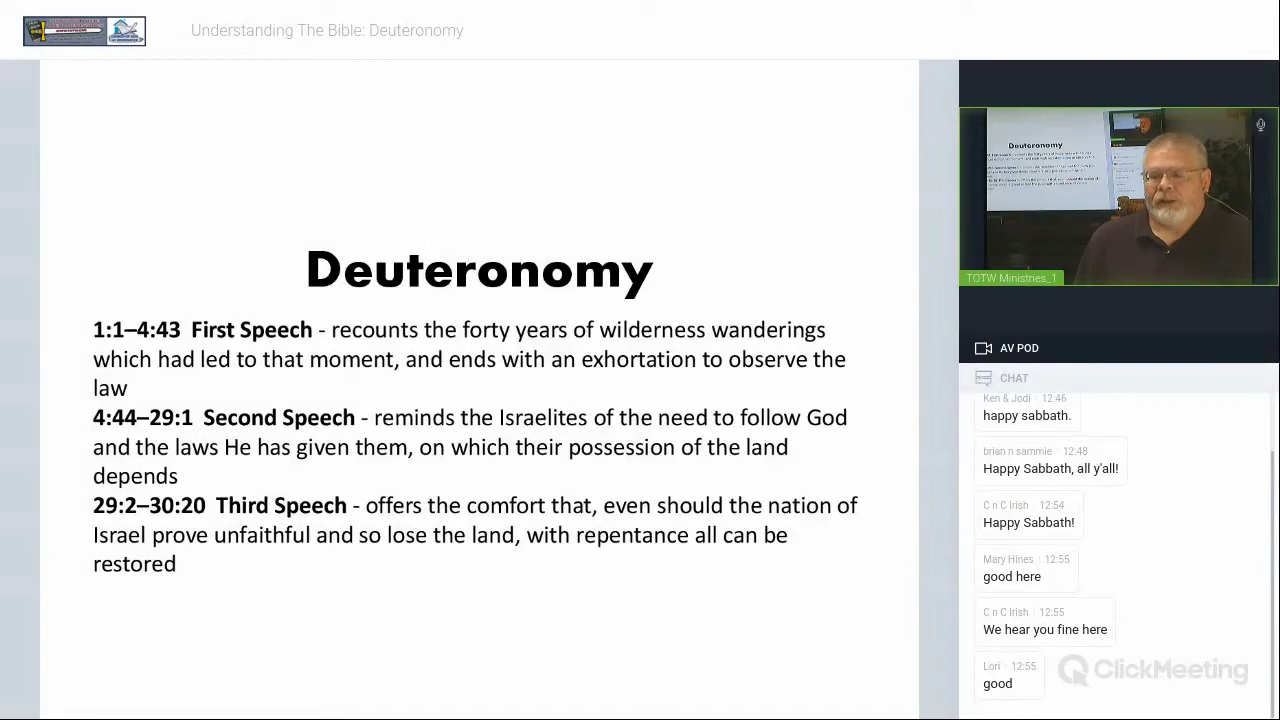 Understanding The Bible: Deuteronomy
Deuteronomy
1:1–4:43 First Speech - recounts the forty years of wilderness wanderings
which had led to that moment, and ends with an exhortation to observe the
law
4:44–29:1 Second Speech - reminds the Israelites of the need to follow God
and the laws He has given them, on which their possession of the land
depends
29:2–30:20 Third Speech - offers the comfort that, even should the nation of
Israel prove unfaithful and so lose the land, with repentance all can be
restored
Deuteronomy
TOTW Ministries_1
AV POD
CHAT
Ken & Jodi 12:46
happy sabbath.
brian n sammie 12:48
Happy Sabbath, all y'all!
C n C Irish 12:54
Happy Sabbath!
Mary Hines 12:55
good here
C n C Irish 12:55
We hear you fine here
Lori 12:55
good
ClickMeeting